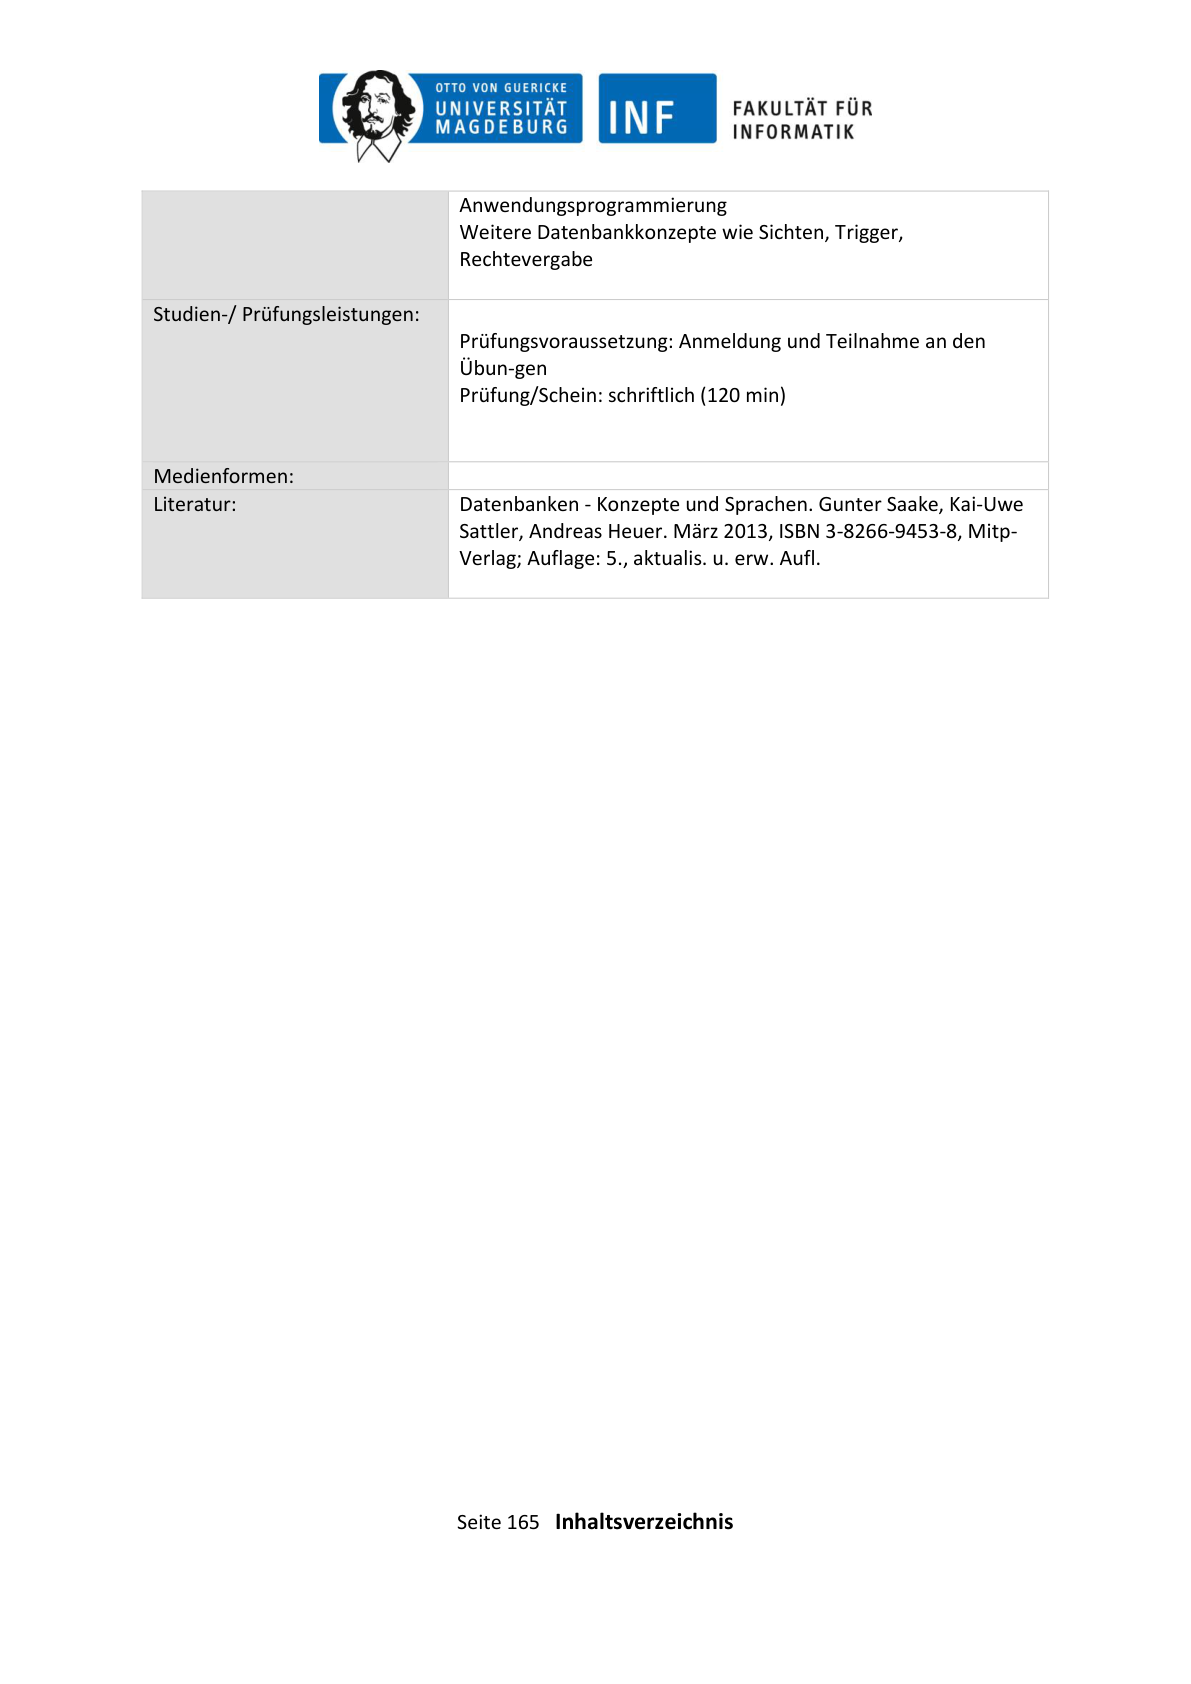 OTTO VON GUERICKE
UNIVERSITÄT
MAGDEBURG
INF
FAKULTÄT FÜR
INFORMATIK
Anwendungsprogrammierung
Weitere Datenbankkonzepte wie Sichten, Trigger,
Rechtevergabe
Studien-/ Prüfungsleistungen:
Prüfungsvoraussetzung: Anmeldung und Teilnahme an den
Übun-gen
Prüfung/Schein: schriftlich (120 min)
Medienformen:
Literatur:
Datenbanken - Konzepte und Sprachen. Gunter Saake, Kai-Uwe
Sattler, Andreas Heuer. März 2013, ISBN 3-8266-9453-8, Mitp-
Verlag; Auflage: 5., aktualis. u. erw. Aufl.
Seite 165 Inhaltsverzeichnis